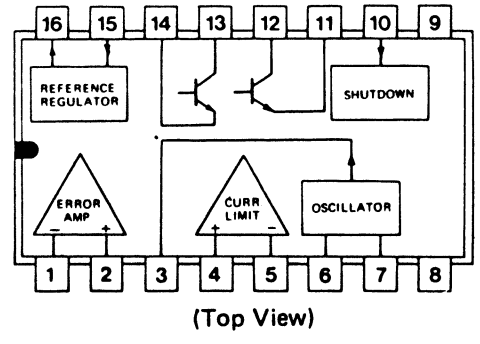 16 15 14 13 12 11 10 9
REFERENCE
REGULATOR
SHUTDOWN
ERROR
AMP
− +
CURR
LIMIT
+ −
OSCILLATOR
1 2 3 4 5 6 7 8
(Top View)